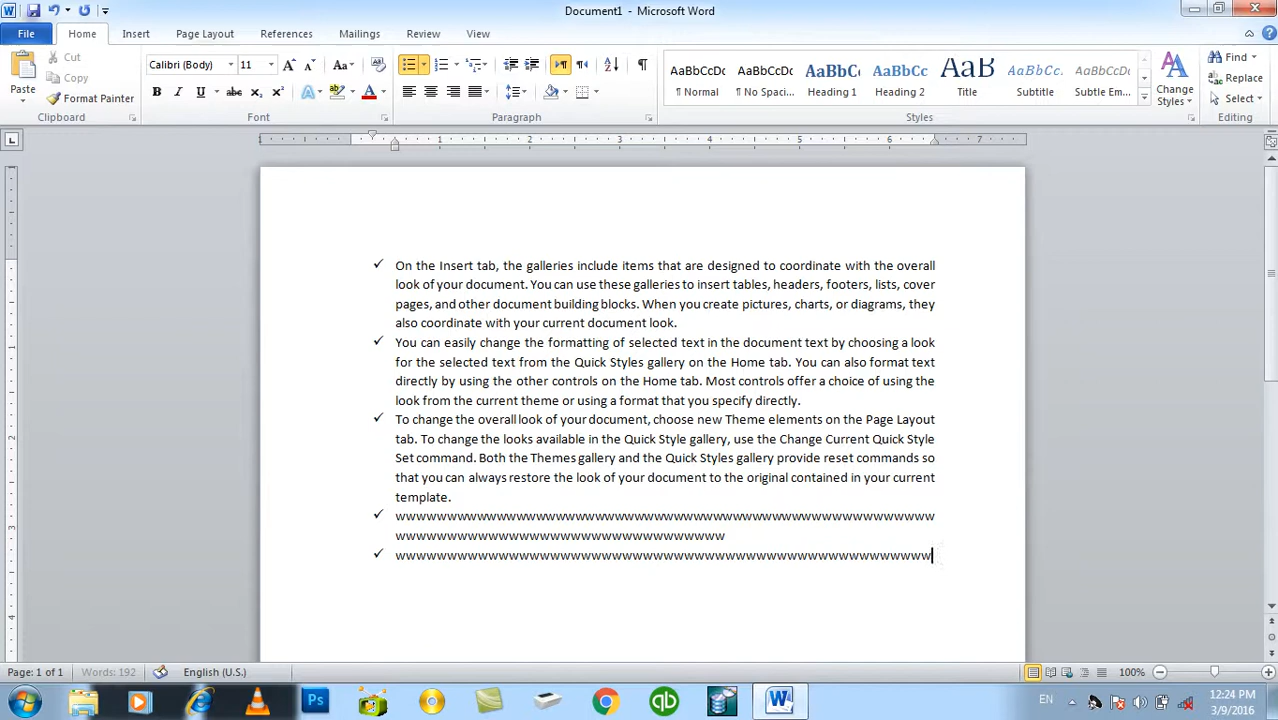 Document1 - Microsoft Word
File Home Insert Page Layout References Mailings Review View
Cut
Copy
Format Painter
Paste
Clipboard
Calibri (Body) 11
Font
Paragraph
AaBbCcDc AaBbCcDc AaBbCc AaBbCc AaB AaBbCc. AaBbCcDc
¶ Normal ¶ No Spaci... Heading 1 Heading 2 Title Subtitle Subtle Em...
Styles
Change Styles
Find
Replace
Select
Editing
1 2 3 4 5 6 7
✓ On the Insert tab, the galleries include items that are designed to coordinate with the overall
look of your document. You can use these galleries to insert tables, headers, footers, lists, cover
pages, and other document building blocks. When you create pictures, charts, or diagrams, they
also coordinate with your current document look.
✓ You can easily change the formatting of selected text in the document text by choosing a look
for the selected text from the Quick Styles gallery on the Home tab. You can also format text
directly by using the other controls on the Home tab. Most controls offer a choice of using the
look from the current theme or using a format that you specify directly.
✓ To change the overall look of your document, choose new Theme elements on the Page Layout
tab. To change the looks available in the Quick Style gallery, use the Change Current Quick Style
Set command. Both the Themes gallery and the Quick Styles gallery provide reset commands so
that you can always restore the look of your document to the original contained in your current
template.
✓ wwwwwwwwwwwwwwwwwwwwwwwwwwwwwwwwwwwwwwwwwwwwwwwwwwww
wwwwwwwwwwwwwwwwwwwwwwwwwwwwwwww
✓ wwwwwwwwwwwwwwwwwwwwwwwwwwwwwwwwwwwwwwwwwwwwwwwwwwww
Page: 1 of 1 Words: 192 English (U.S.) 100%
EN 12:24 PM
3/9/2016